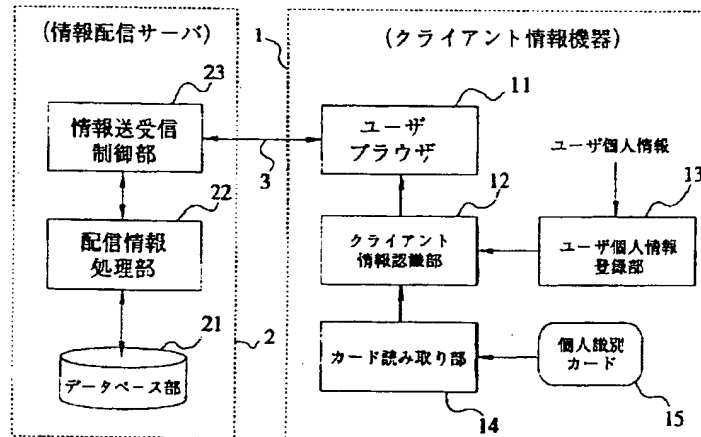 (情報配信サーバ)
23
情報送受信
制御部
22
配信情報
処理部
21
データベース部
2
1
3
(クライアント情報機器)
11
ユーザ
ブラウザ
12
クライアント
情報認識部
ユーザ個人情報
13
ユーザ個人情報
登録部
カード読み取り部
14
個人識別
カード
15